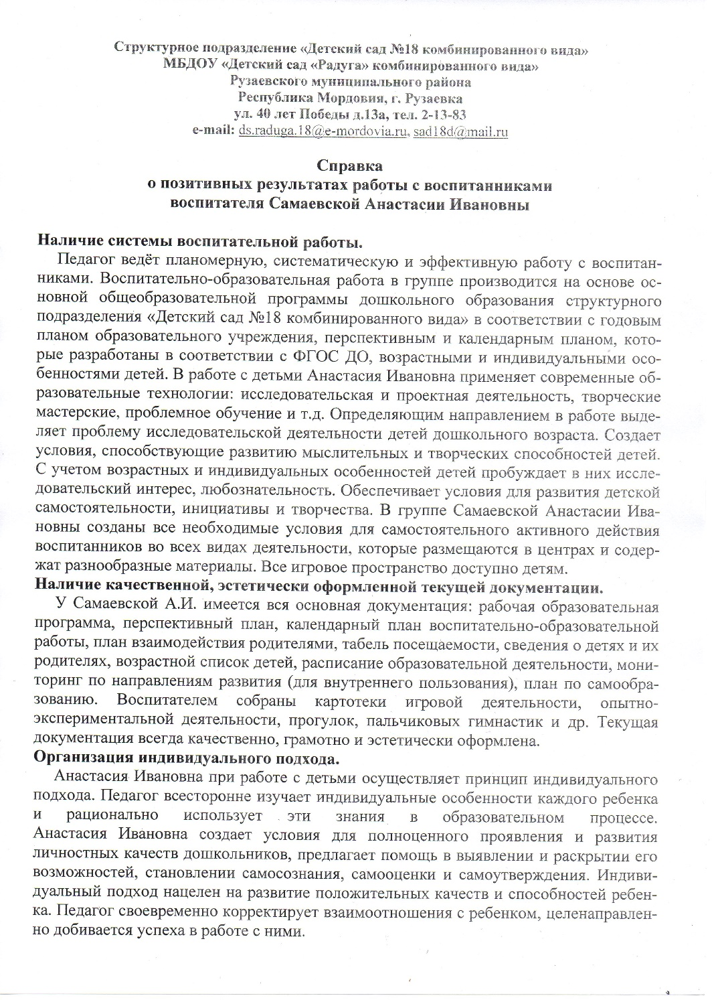 Структурное подразделение «Детский сад №18 комбинированного вида»
МБДОУ «Детский сад «Радуга» комбинированного вида»
Рузаевского муниципального района
Республика Мордовия, г. Рузаевка
ул. 40 лет Победы д.13а, тел. 2-13-83
e-mail: ds.raduga.18@e-mordovia.ru, sad18d@mail.ru
Справка
о позитивных результатах работы с воспитанниками
воспитателя Самаевской Анастасии Ивановны
Наличие системы воспитательной работы.
Педагог ведёт планомерную, систематическую и эффективную работу с воспитан-
никами. Воспитательно-образовательная работа в группе производится на основе ос-
новной общеобразовательной программы дошкольного образования структурного
подразделения «Детский сад №18 комбинированного вида» в соответствии с годовым
планом образовательного учреждения, перспективным и календарным планом, кото-
рые разработаны в соответствии с ФГОС ДО, возрастными и индивидуальными осо-
бенностями детей. В работе с детьми Анастасия Ивановна применяет современные об-
разовательные технологии: исследовательская и проектная деятельность, творческие
мастерские, проблемное обучение и т.д. Определяющим направлением в работе выде-
ляет проблему исследовательской деятельности детей дошкольного возраста. Создает
условия, способствующие развитию мыслительных и творческих способностей детей.
С учетом возрастных и индивидуальных особенностей детей пробуждает в них иссле-
довательский интерес, любознательность. Обеспечивает условия для развития детской
самостоятельности, инициативы и творчества. В группе Самаевской Анастасии Ива-
новны созданы все необходимые условия для самостоятельного активного действия
воспитанников во всех видах деятельности, которые размещаются в центрах и содер-
жат разнообразные материалы. Все игровое пространство доступно детям.
Наличие качественной, эстетически оформленной текущей документации.
У Самаевской А.И. имеется вся основная документация: рабочая образовательная
программа, перспективный план, календарный план воспитательно-образовательной
работы, план взаимодействия родителями, табель посещаемости, сведения о детях и их
родителях, возрастной список детей, расписание образовательной деятельности, мони-
торинг по направлениям развития (для внутреннего пользования), план по самообра-
зованию. Воспитателем собраны картотеки игровой деятельности, опытно-
экспериментальной деятельности, прогулок, пальчиковых гимнастик и др. Текущая
документация всегда качественно, грамотно и эстетически оформлена.
Организация индивидуального подхода.
Анастасия Ивановна при работе с детьми осуществляет принцип индивидуального
подхода. Педагог всесторонне изучает индивидуальные особенности каждого ребенка
и рационально использует эти знания в образовательном процессе.
Анастасия Ивановна создает условия для полноценного проявления и развития
личностных качеств дошкольников, предлагает помощь в выявлении и раскрытии его
возможностей, становлении самосознания, самооценки и самоутверждения. Индиви-
дуальный подход нацелен на развитие положительных качеств и способностей ребен-
ка. Педагог своевременно корректирует взаимоотношения с ребенком, целенаправлен-
но добивается успеха в работе с ними.